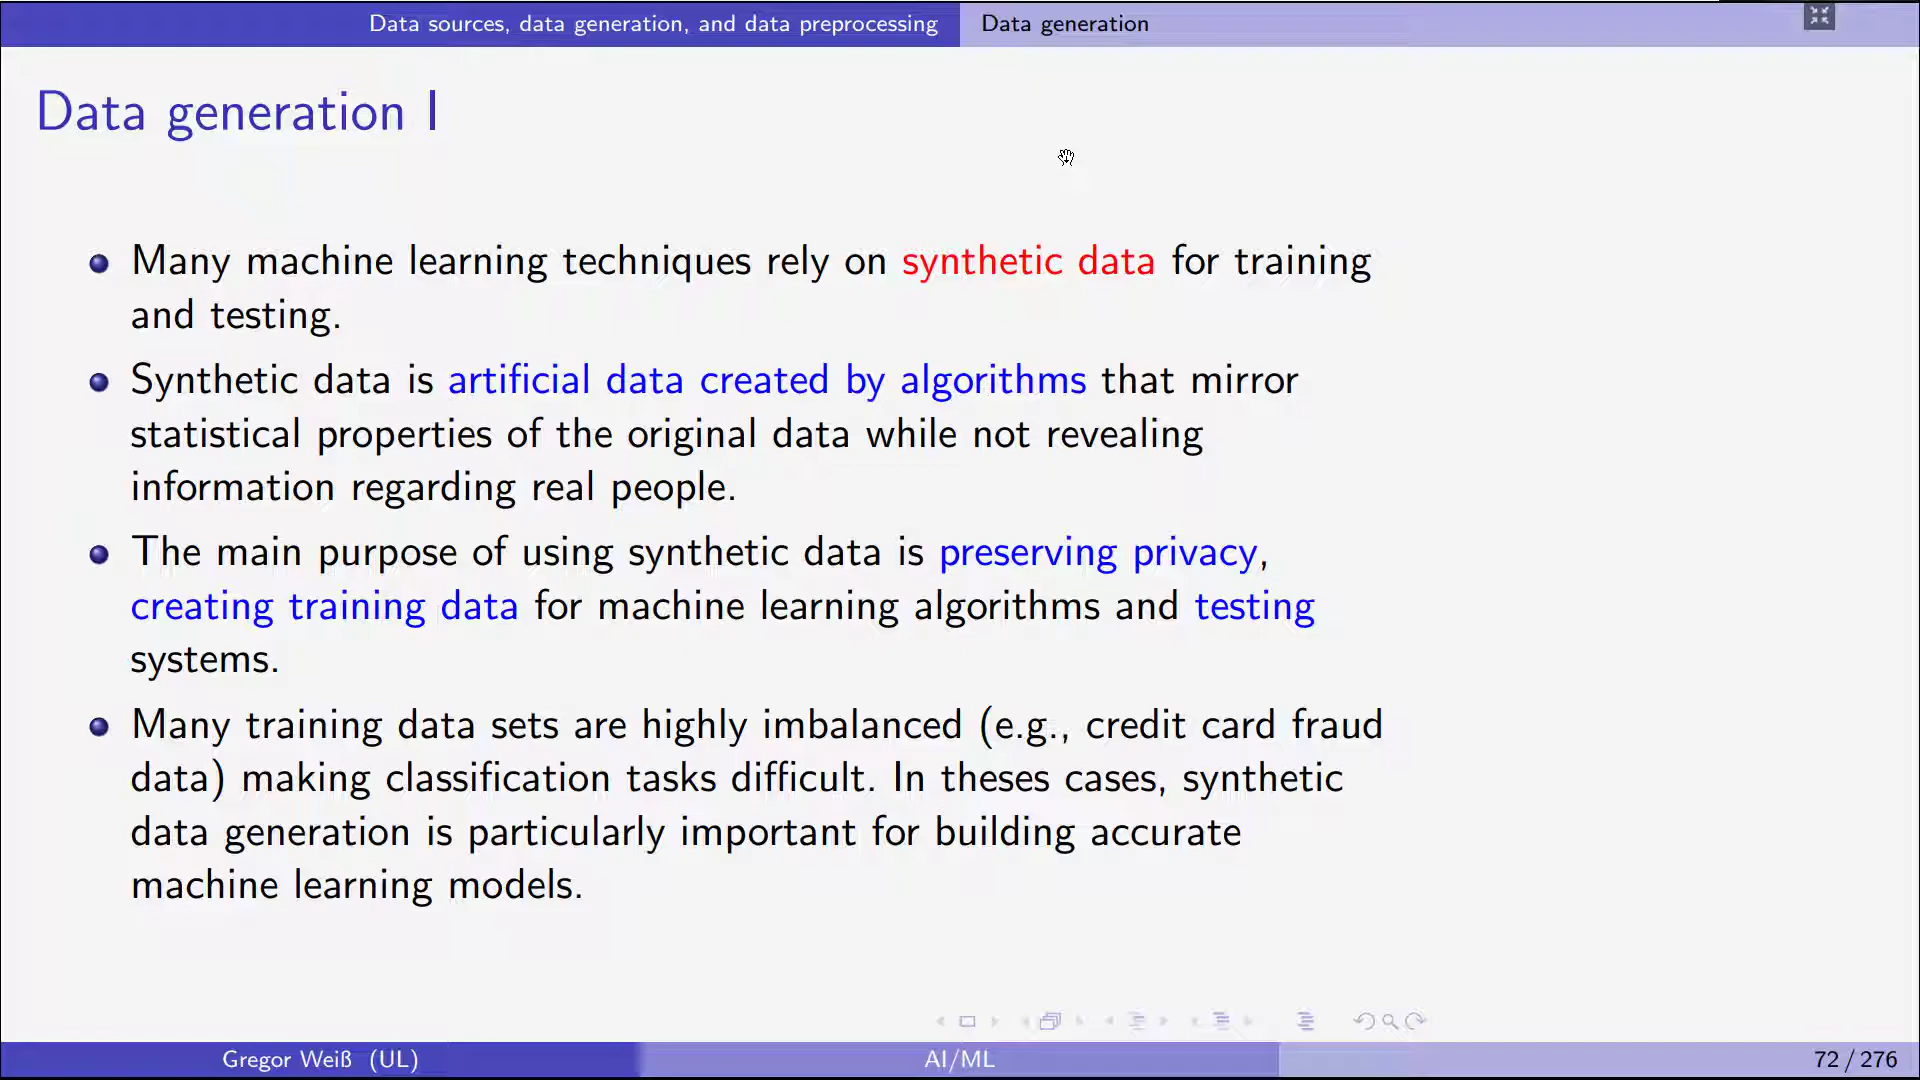 Data sources, data generation, and data preprocessing
Data generation
Data generation I
Many machine learning techniques rely on synthetic data for training
and testing.
Synthetic data is artificial data created by algorithms that mirror
statistical properties of the original data while not revealing
information regarding real people.
The main purpose of using synthetic data is preserving privacy,
creating training data for machine learning algorithms and testing
systems.
Many training data sets are highly imbalanced (e.g., credit card fraud
data) making classification tasks difficult. In theses cases, synthetic
data generation is particularly important for building accurate
machine learning models.
Gregor Weiß (UL)
AI/ML
72 / 276